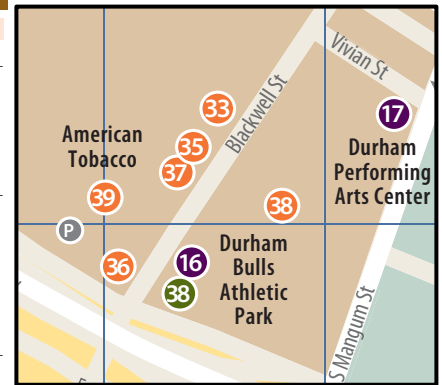 Vivian St
Blackwell St
33
17
American
Tobacco
35
37
Durham
Performing
Arts Center
39
38
P
36
16
Durham
Bulls
Athletic
Park
38
S Mangum St